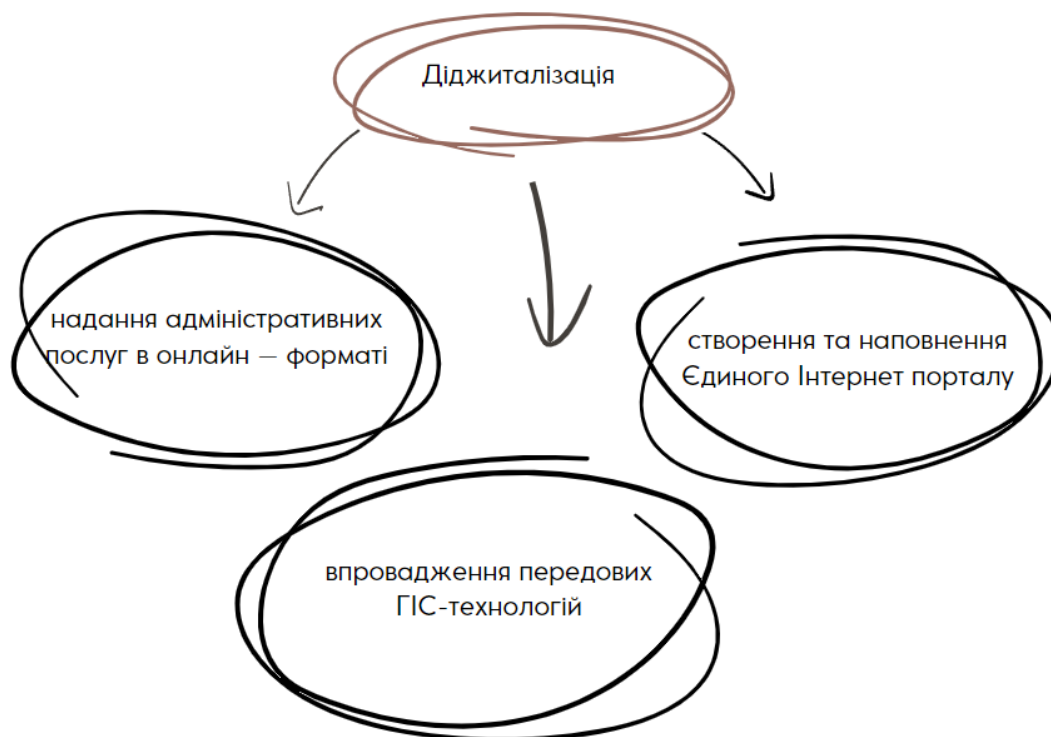 Діджиталізація
надання адміністративних
послуг в онлайн – форматі
створення та наповнення
Єдиного Інтернет порталу
впровадження передових
ГІС-технологій